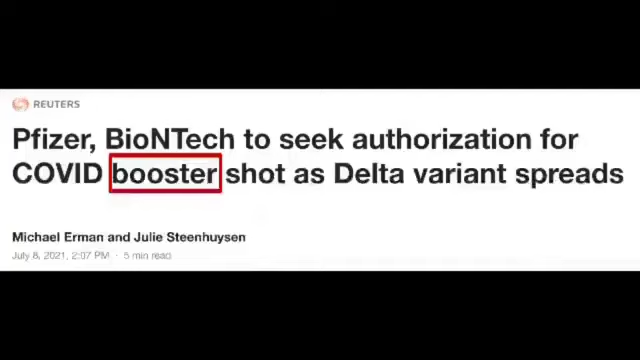 REUTERS
Pfizer, BioNTech to seek authorization for
COVID booster shot as Delta variant spreads
Michael Erman and Julie Steenhuysen
July 8, 2021, 2:07 PM · 5 min read